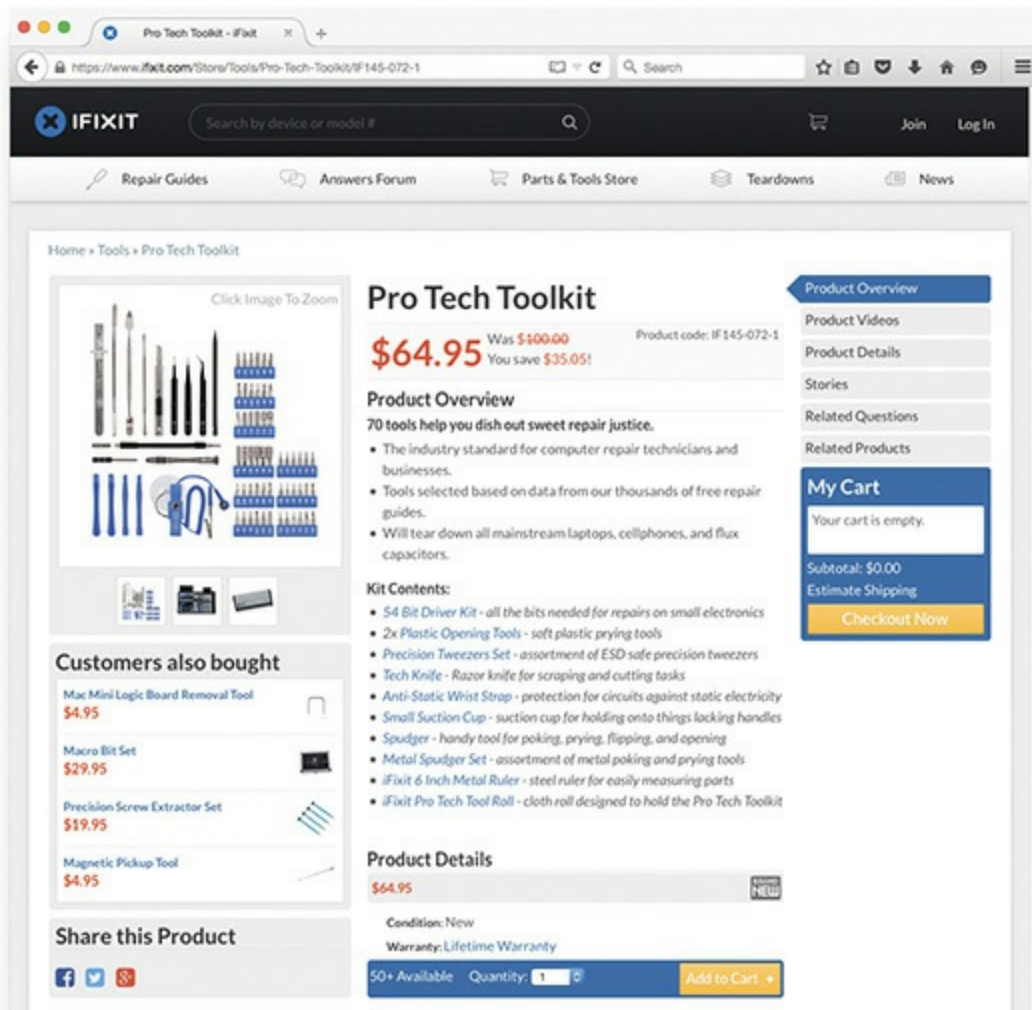 Pro Tech Toolkit - iFixit
https://www.ifixit.com/Store/Tools/Pro-Tech-Toolkit/IF145-072-1
Search
IFIXIT
Search by device or model #
Join
Log In
Repair Guides
Answers Forum
Parts & Tools Store
Teardowns
News
Home » Tools » Pro Tech Toolkit
Click Image To Zoom
Pro Tech Toolkit
$64.95
Was $100.00
You save $35.05!
Product code: IF145-072-1
Product Overview
70 tools help you dish out sweet repair justice.
• The industry standard for computer repair technicians and
businesses.
• Tools selected based on data from our thousands of free repair
guides.
• Will tear down all mainstream laptops, cellphones, and flux
capacitors.
Kit Contents:
• 54 Bit Driver Kit - all the bits needed for repairs on small electronics
• 2x Plastic Opening Tools - soft plastic prying tools
• Precision Tweezers Set - assortment of ESD safe precision tweezers
• Tech Knife - Razor knife for scraping and cutting tasks
• Anti-Static Wrist Strap - protection for circuits against static electricity
• Small Suction Cup - suction cup for holding onto things lacking handles
• Spudger - handy tool for poking, prying, flipping, and opening
• Metal Spudger Set - assortment of metal poking and prying tools
• iFixit 6 Inch Metal Ruler - steel ruler for easily measuring parts
• iFixit Pro Tech Tool Roll - cloth roll designed to hold the Pro Tech Toolkit
Product Details
$64.95
BRAND
NEW
Condition: New
Warranty: Lifetime Warranty
50+ Available
Quantity: 1
Add to Cart +
Product Overview
Product Videos
Product Details
Stories
Related Questions
Related Products
My Cart
Your cart is empty.
Subtotal: $0.00
Estimate Shipping
Checkout Now
Customers also bought
Mac Mini Logic Board Removal Tool
$4.95
Macro Bit Set
$29.95
Precision Screw Extractor Set
$19.95
Magnetic Pickup Tool
$4.95
Share this Product